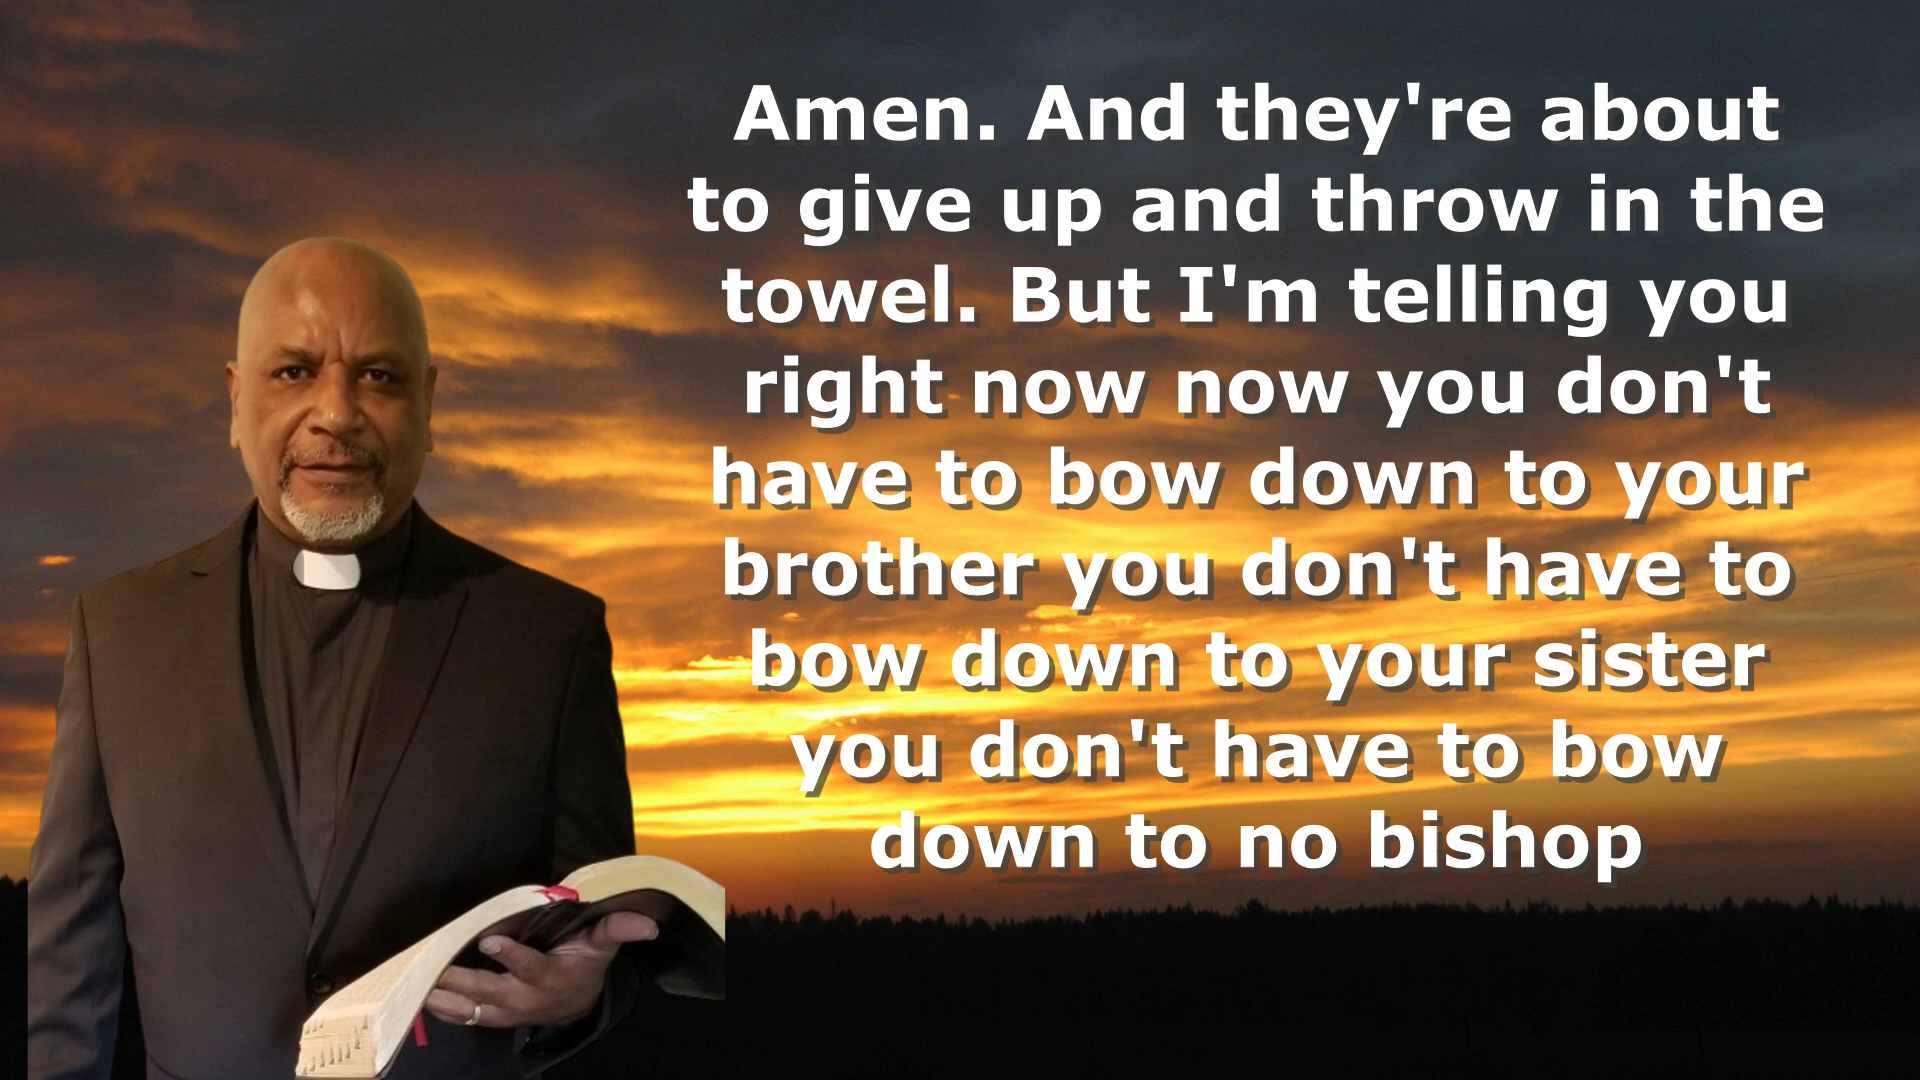 Amen. And they're about
to give up and throw in the
towel. But I'm telling you
right now now you don't
have to bow down to your
brother you don't have to
bow down to your sister
you don't have to bow
down to no bishop